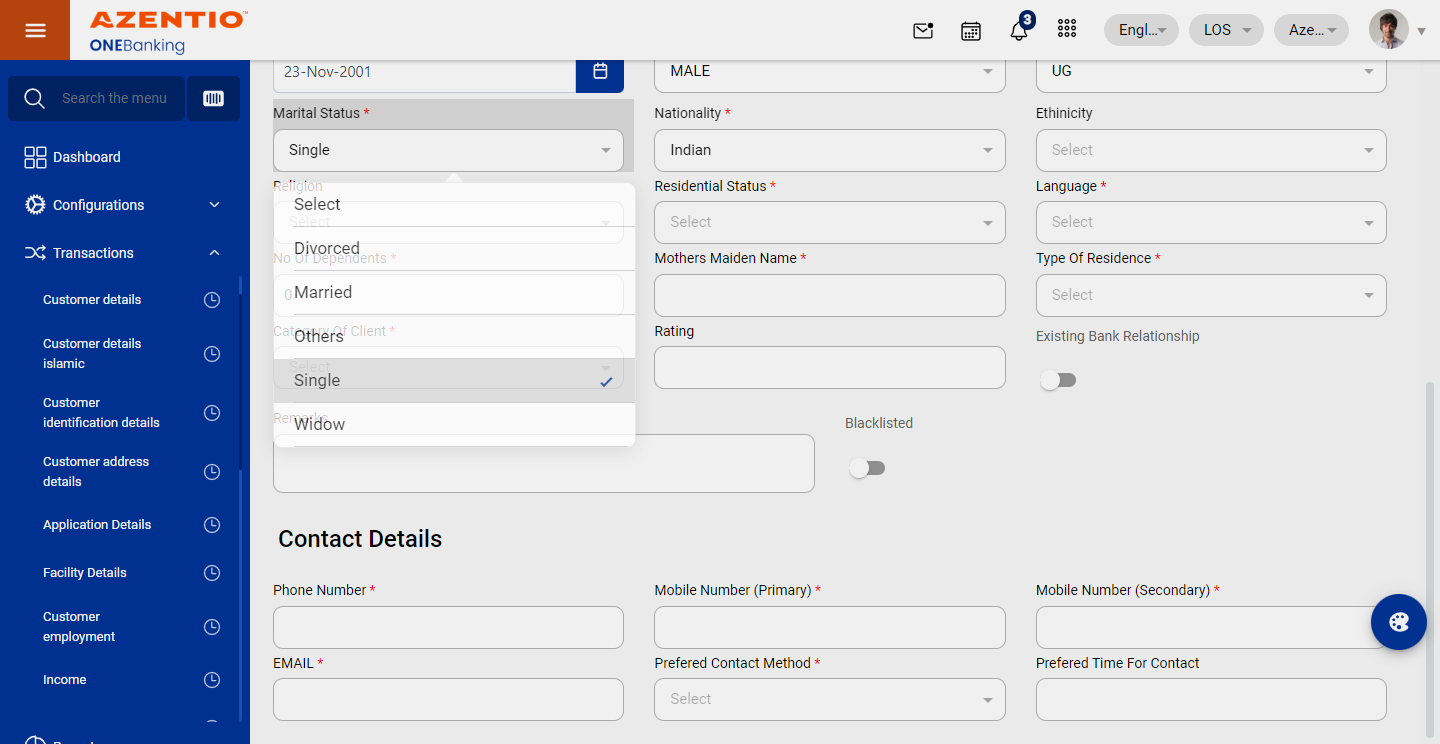 AZENTIO™
ONEBanking
3
Engl...
LOS
Aze...
Search the menu
Dashboard
Configurations
Transactions
Customer details
Customer details
islamic
Customer
identification details
Customer address
details
Application Details
Facility Details
Customer
employment
Income
23-Nov-2001
MALE
UG
Marital Status *
Nationality *
Ethinicity
Single
Indian
Select
Religion
Residential Status *
Language *
Select
Select
Select
Select
Divorced
No Of Dependents *
Mothers Maiden Name *
Type Of Residence *
Married
0
Select
Category Of Client *
Rating
Existing Bank Relationship
Others
Select
Single
Remarks
Widow
Blacklisted
Contact Details
Phone Number *
Mobile Number (Primary) *
Mobile Number (Secondary) *
EMAIL *
Prefered Contact Method *
Prefered Time For Contact
Select